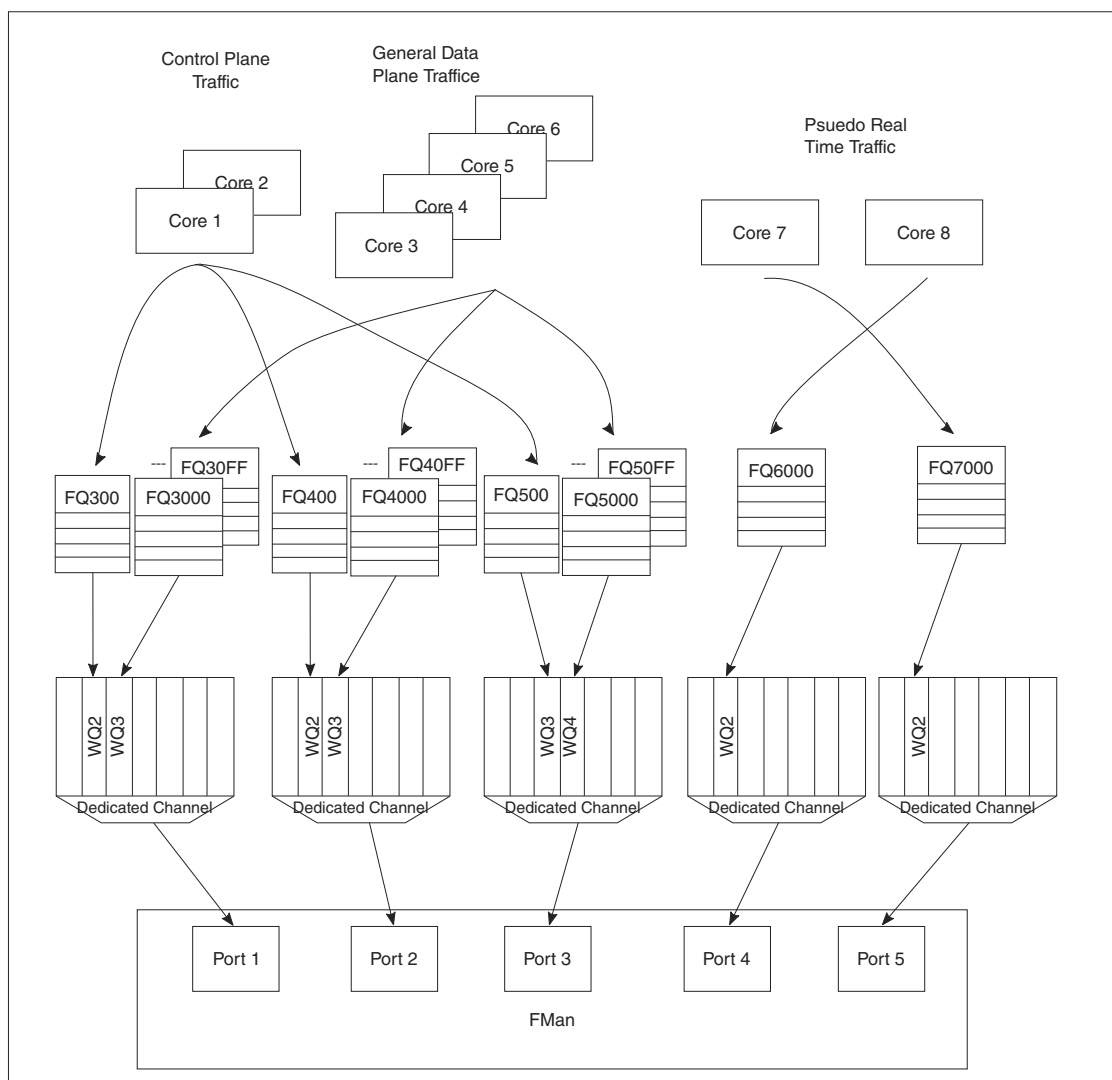 Control Plane
Traffic
General Data
Plane Traffice
Psuedo Real
Time Traffic
Core 6
Core 5
Core 4
Core 3
Core 2
Core 1
Core 7
Core 8
---
FQ30FF
FQ300
FQ3000
---
FQ40FF
FQ400
FQ4000
---
FQ50FF
FQ500
FQ5000
FQ6000
FQ7000
WQ2
WQ3
WQ2
WQ3
WQ3
WQ4
WQ2
WQ2
Dedicated Channel
Dedicated Channel
Dedicated Channel
Dedicated Channel
Dedicated Channel
Port 1
Port 2
Port 3
Port 4
Port 5
FMan